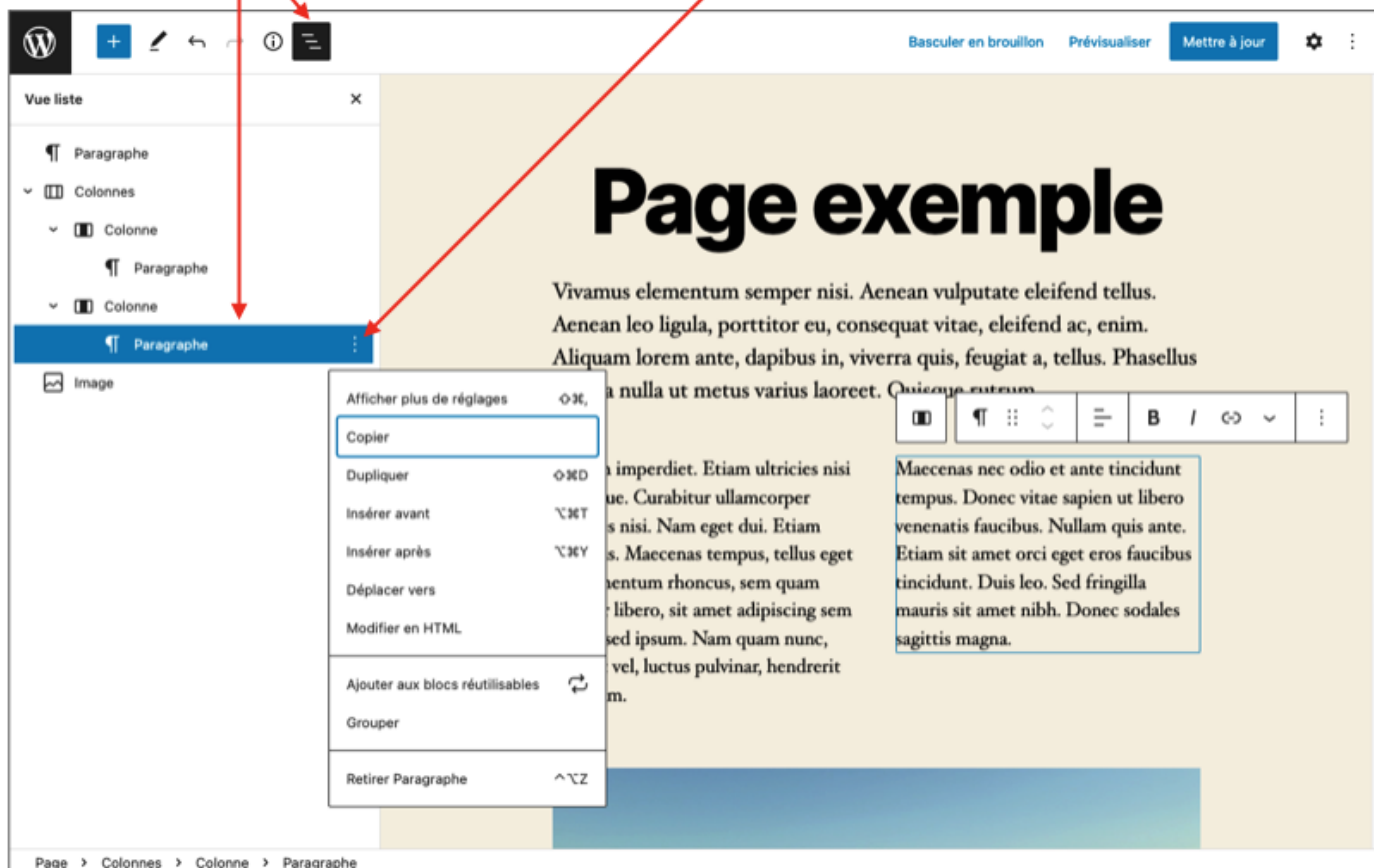 Basculer en brouillon
Prévisualiser
Mettre à jour
Vue liste
Paragraphe
Colonnes
Colonne
Paragraphe
Colonne
Paragraphe
Image
Afficher plus de réglages ⇧⌘,
Copier
Dupliquer ⇧⌘D
Insérer avant ⌥⌘T
Insérer après ⌥⌘Y
Déplacer vers
Modifier en HTML
Ajouter aux blocs réutilisables
Grouper
Retirer Paragraphe ^⌥Z
Page exemple
Vivamus elementum semper nisi. Aenean vulputate eleifend tellus.
Aenean leo ligula, porttitor eu, consequat vitae, eleifend ac, enim.
Aliquam lorem ante, dapibus in, viverra quis, feugiat a, tellus. Phasellus
nulla ut metus varius laoreet. Quisque rutrum
B I
imperdiet. Etiam ultricies nisi
ue. Curabitur ullamcorper
s nisi. Nam eget dui. Etiam
s. Maecenas tempus, tellus eget
entum rhoncus, sem quam
libero, sit amet adipiscing sem
sed ipsum. Nam quam nunc,
vel, luctus pulvinar, hendrerit
m.
Maecenas nec odio et ante tincidunt
tempus. Donec vitae sapien ut libero
venenatis faucibus. Nullam quis ante.
Etiam sit amet orci eget eros faucibus
tincidunt. Duis leo. Sed fringilla
mauris sit amet nibh. Donec sodales
sagittis magna.
Page > Colonnes > Colonne > Paragraphe